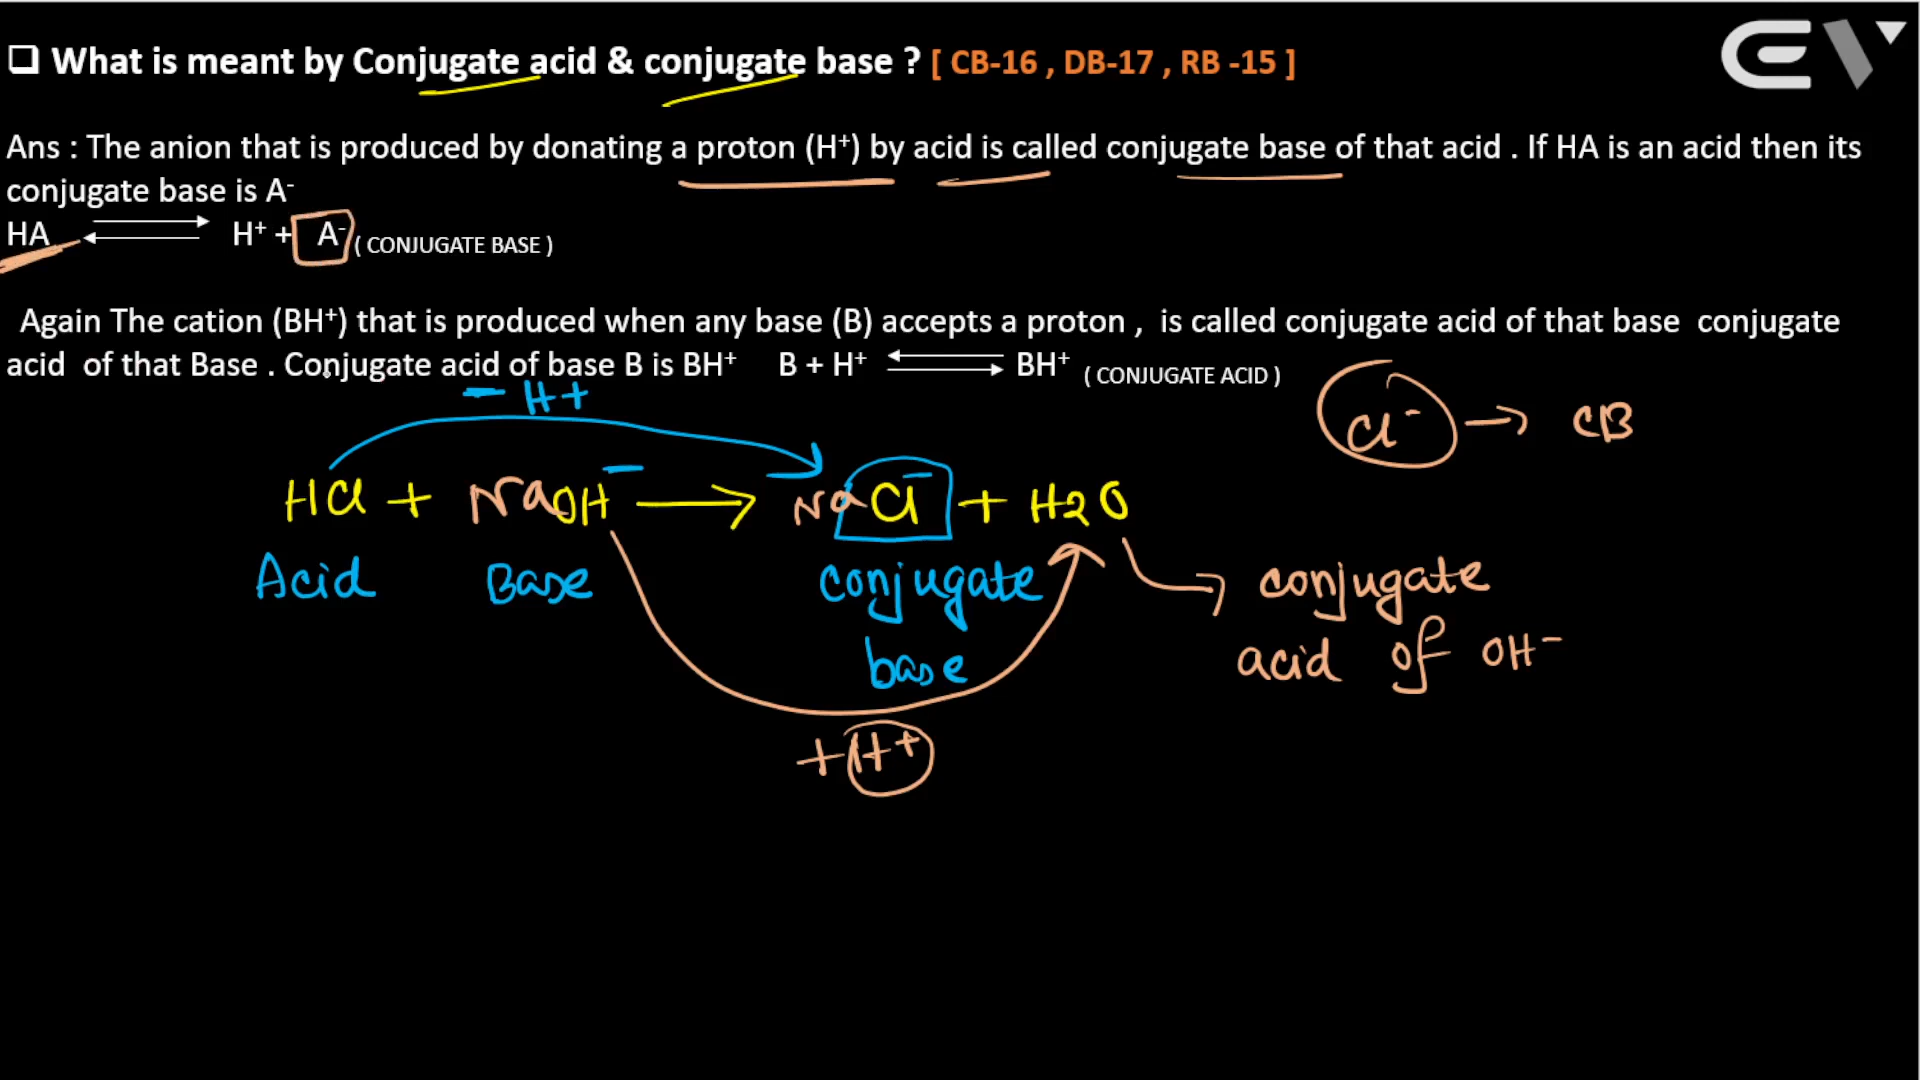 ❑ What is meant by Conjugate acid & conjugate base ? [ CB-16 , DB-17 , RB -15 ]
EV
Ans : The anion that is produced by donating a proton (H⁺) by acid is called conjugate base of that acid . If HA is an acid then its
conjugate base is A⁻
HA ⇌ H⁺ + A⁻ ( CONJUGATE BASE )
Again The cation (BH⁺) that is produced when any base (B) accepts a proton , is called conjugate acid of that base conjugate
acid of that Base . Conjugate acid of base B is BH⁺ B + H⁺ ⇌ BH⁺ ( CONJUGATE ACID )
- H+
Cl⁻ → CB
HCl + NaOH⁻ → NaCl⁻ + H2O
Acid Base conjugate
base
conjugate
acid of OH⁻
+H⁺